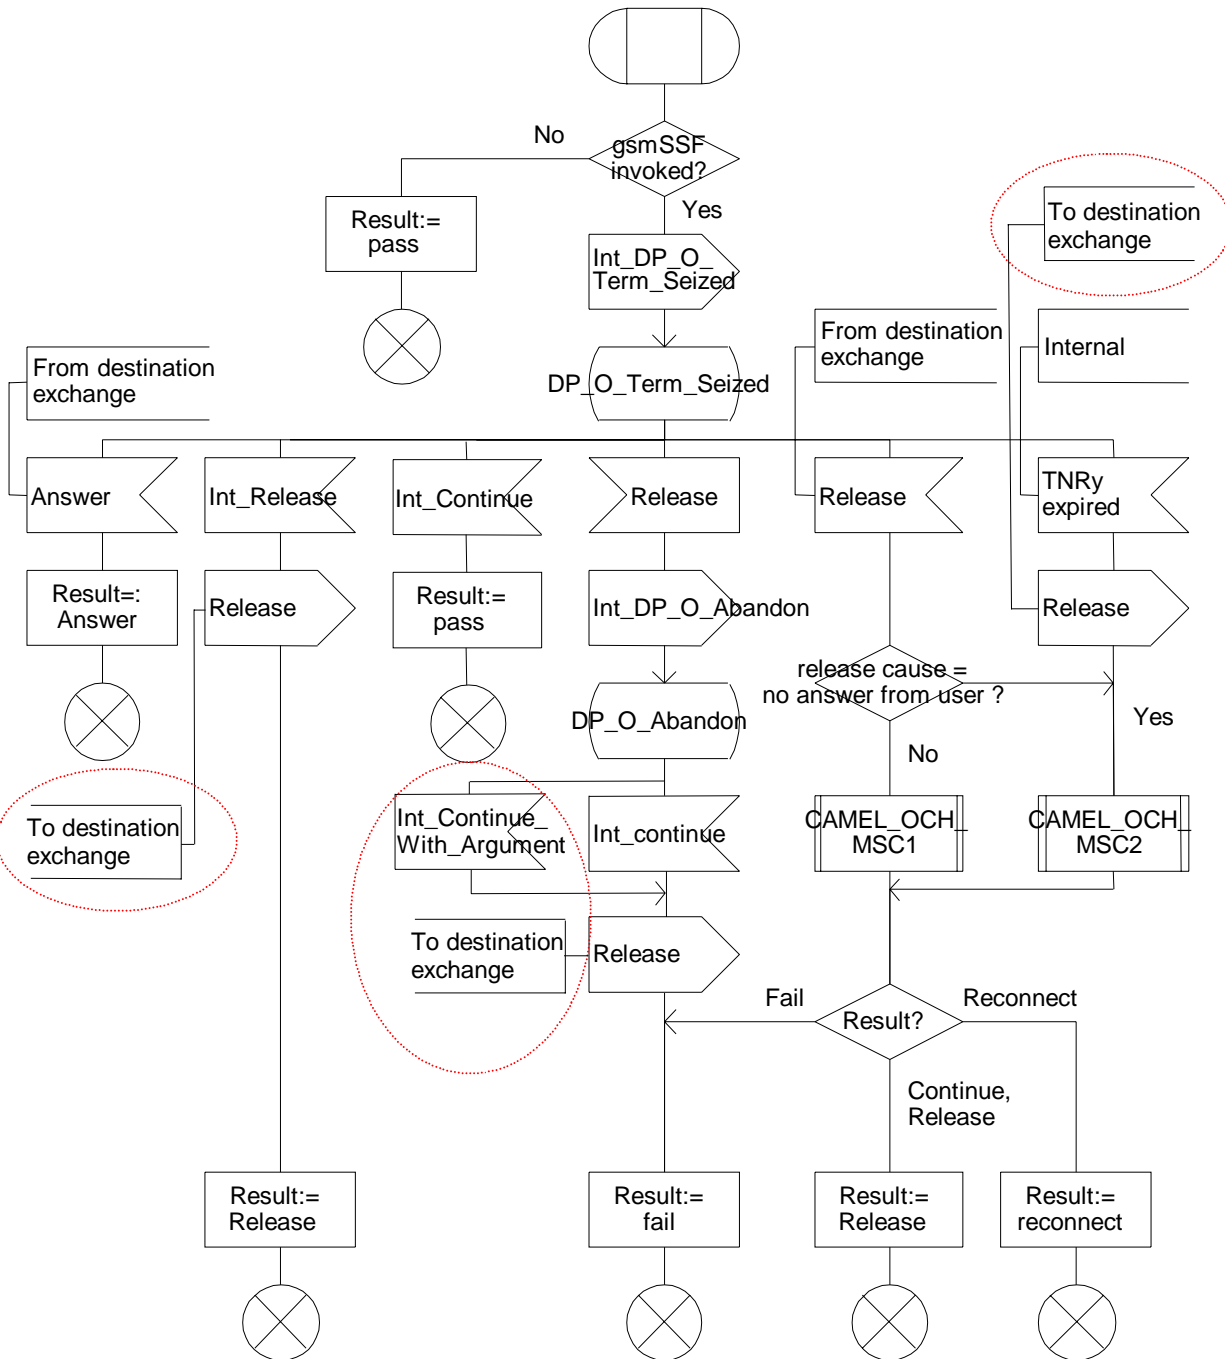 No
gsmSSF
invoked?
Yes
Result:=
pass
To destination
exchange
Int_DP_O_
Term_Seized
From destination
exchange
Internal
From destination
exchange
DP_O_Term_Seized
Answer
Int_Release
Int_Continue
Release
Release
TNRy
expired
Result=:
Answer
Release
Result:=
pass
Int_DP_O_Abandon
Release
release cause =
no answer from user ?
DP_O_Abandon
Yes
No
To destination
exchange
Int_Continue_
With_Argument
Int_continue
CAMEL_OCH_
MSC1
CAMEL_OCH_
MSC2
To destination
exchange
Release
Fail
Reconnect
Result?
Continue,
Release
Result:=
Release
Result:=
fail
Result:=
Release
Result:=
reconnect